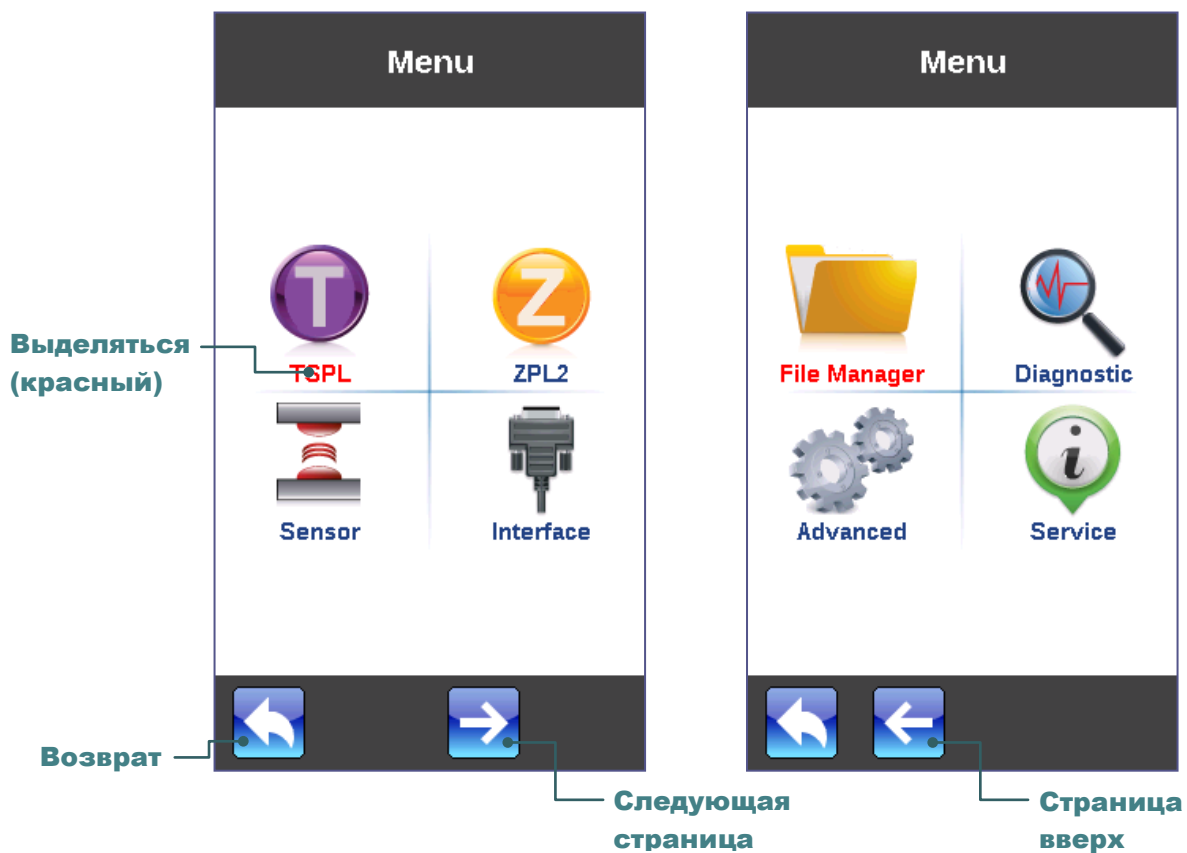 Menu
Menu
T
Z
Выделяться
(красный)
TSPL
ZPL2
File Manager
Diagnostic
i
Sensor
Interface
Advanced
Service
Возврат
Следующая
страница
Страница
вверх